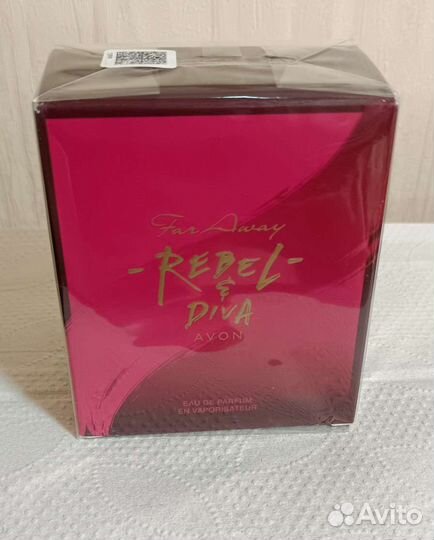 Far Away
-REBEL-
&
DIVA
AVON
EAU DE PARFUM
EN VAPORISATEUR
Avito